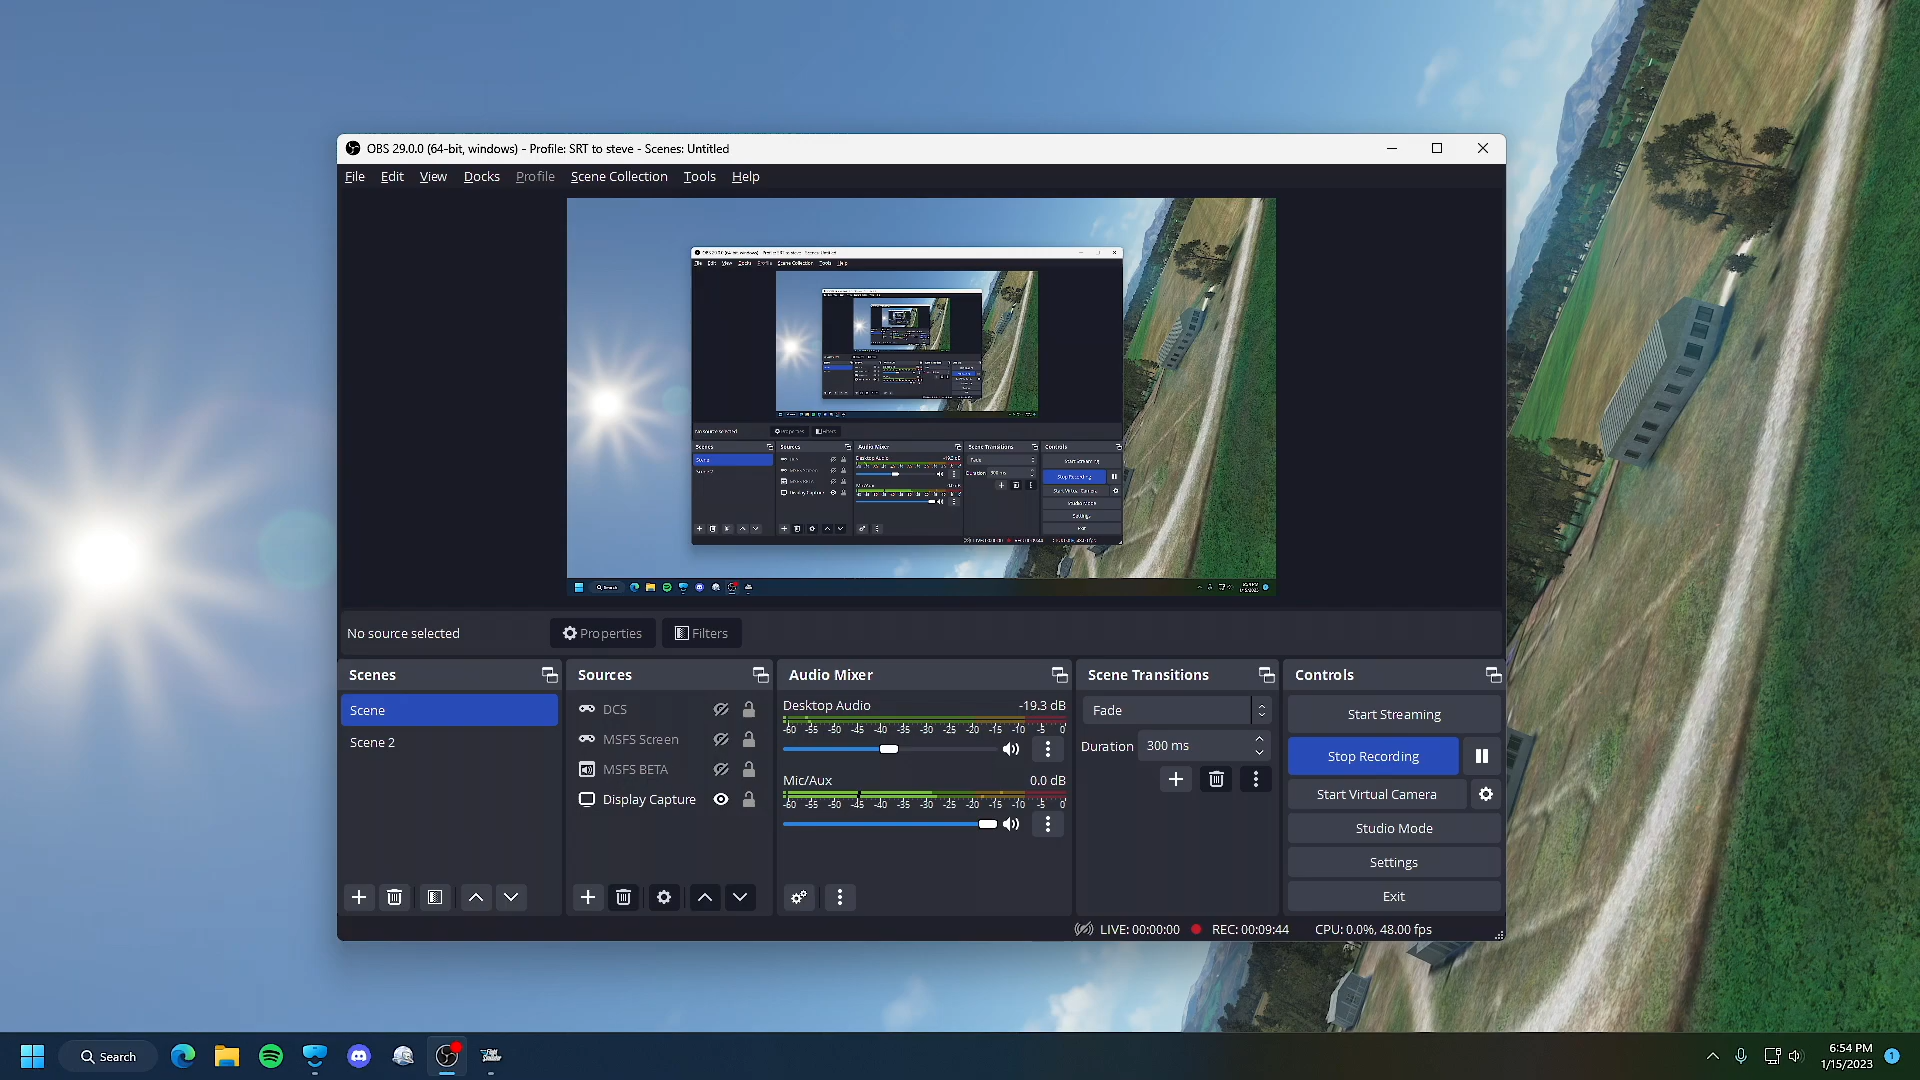 OBS 29.0.0 (64-bit, windows) - Profile: SRT to steve - Scenes: Untitled
File Edit View Docks Profile Scene Collection Tools Help
No source selected Properties Filters
Scenes
Scene
Scene 2
Sources
DCS
MSFS Screen
MSFS BETA
Display Capture
Audio Mixer
Desktop Audio -19.3 dB
-60 -55 -50 -45 -40 -35 -30 -25 -20 -15 -10 -5 0
Mic/Aux 0.0 dB
-60 -55 -50 -45 -40 -35 -30 -25 -20 -15 -10 -5 0
Scene Transitions
Fade
Duration 300 ms
Controls
Start Streaming
Stop Recording
Start Virtual Camera
Studio Mode
Settings
Exit
LIVE: 00:00:00 REC: 00:09:44 CPU: 0.0%, 48.00 fps
Search
6:54 PM
1/15/2023
1